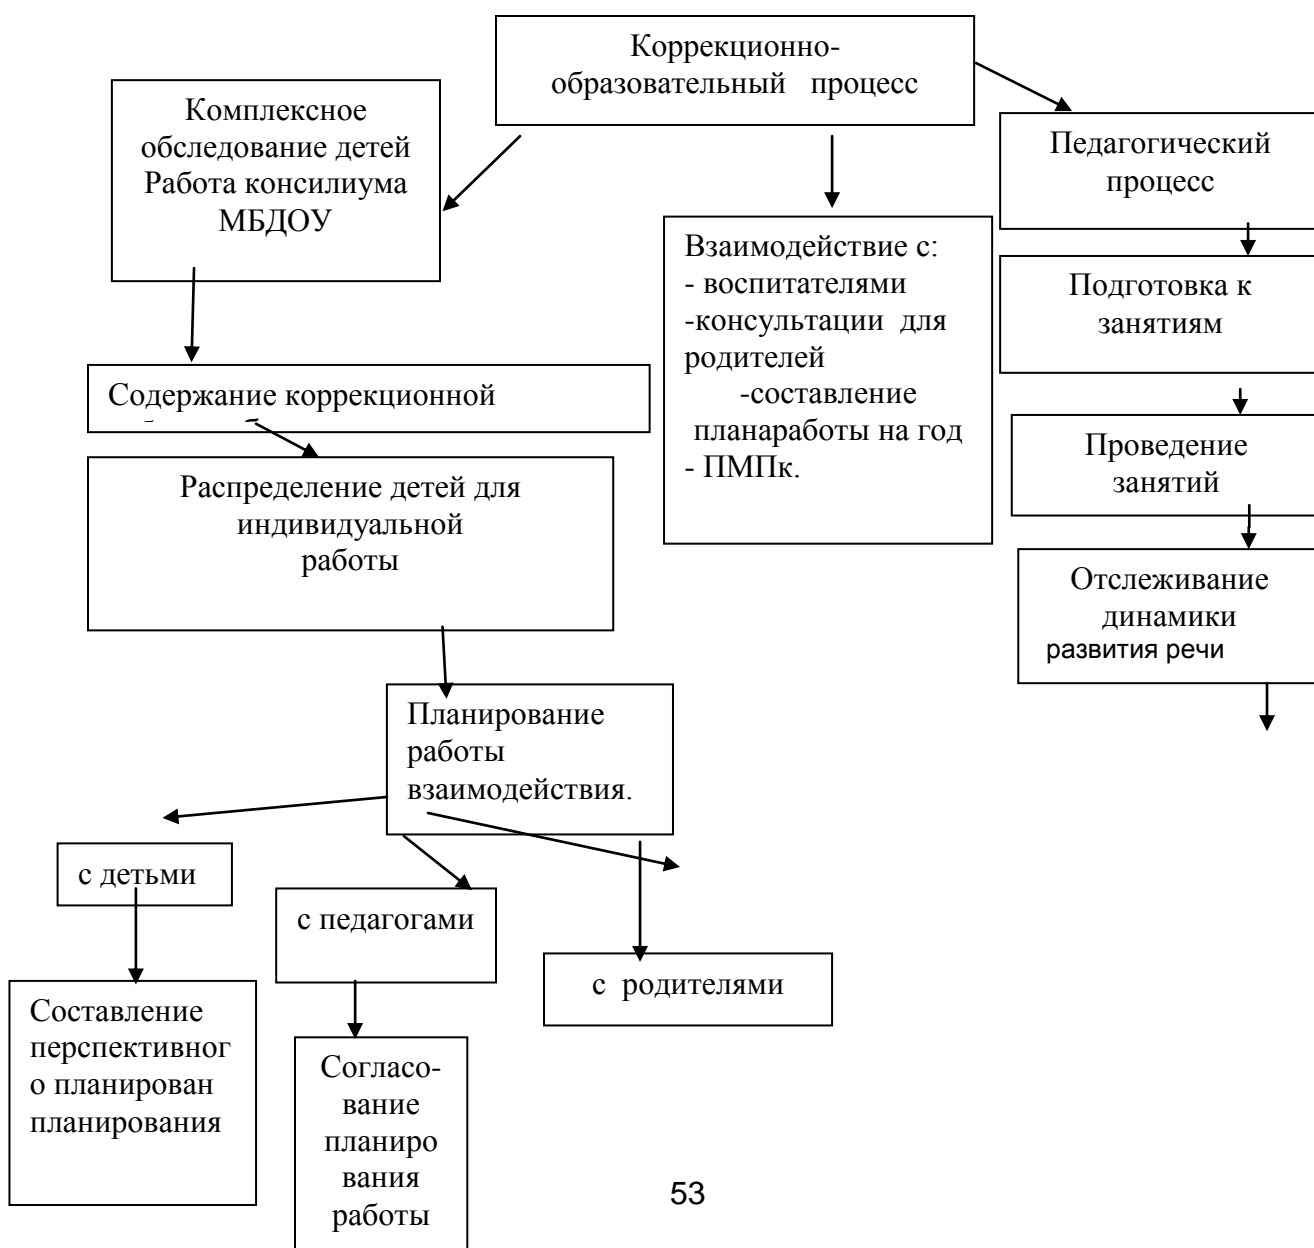 Коррекционно-
образовательный процесс
Комплексное
обследование детей
Работа консилиума
МБДОУ
Педагогический
процесс
Взаимодействие с:
- воспитателями
-консультации для
родителей
-составление
планаработы на год
- ПМПк.
Подготовка к
занятиям
Содержание коррекционной
Проведение
занятий
Распределение детей для
индивидуальной
работы
Отслеживание
динамики
развития речи
Планирование
работы
взаимодействия.
с детьми
с педагогами
с родителями
Составление
перспективног
о планирован
планирования
Согласо-
вание
планиро
вания
работы
53